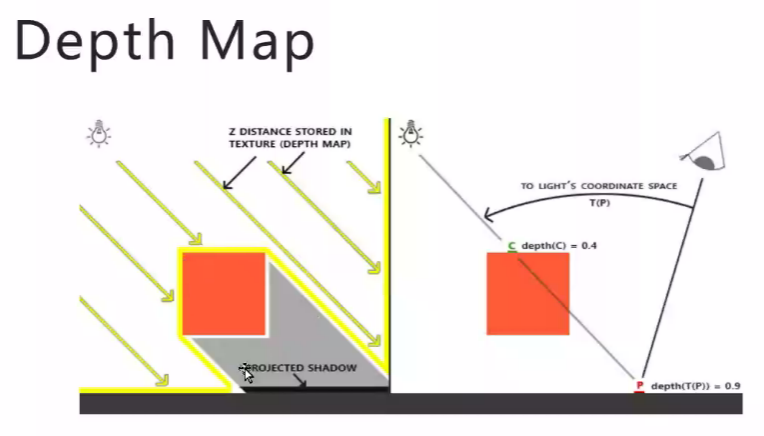 Depth Map
Z DISTANCE STORED IN
TEXTURE (DEPTH MAP)
TO LIGHT'S COORDINATE SPACE
T(P)
C depth(C) = 0.4
PROJECTED SHADOW
P depth(T(P)) = 0.9